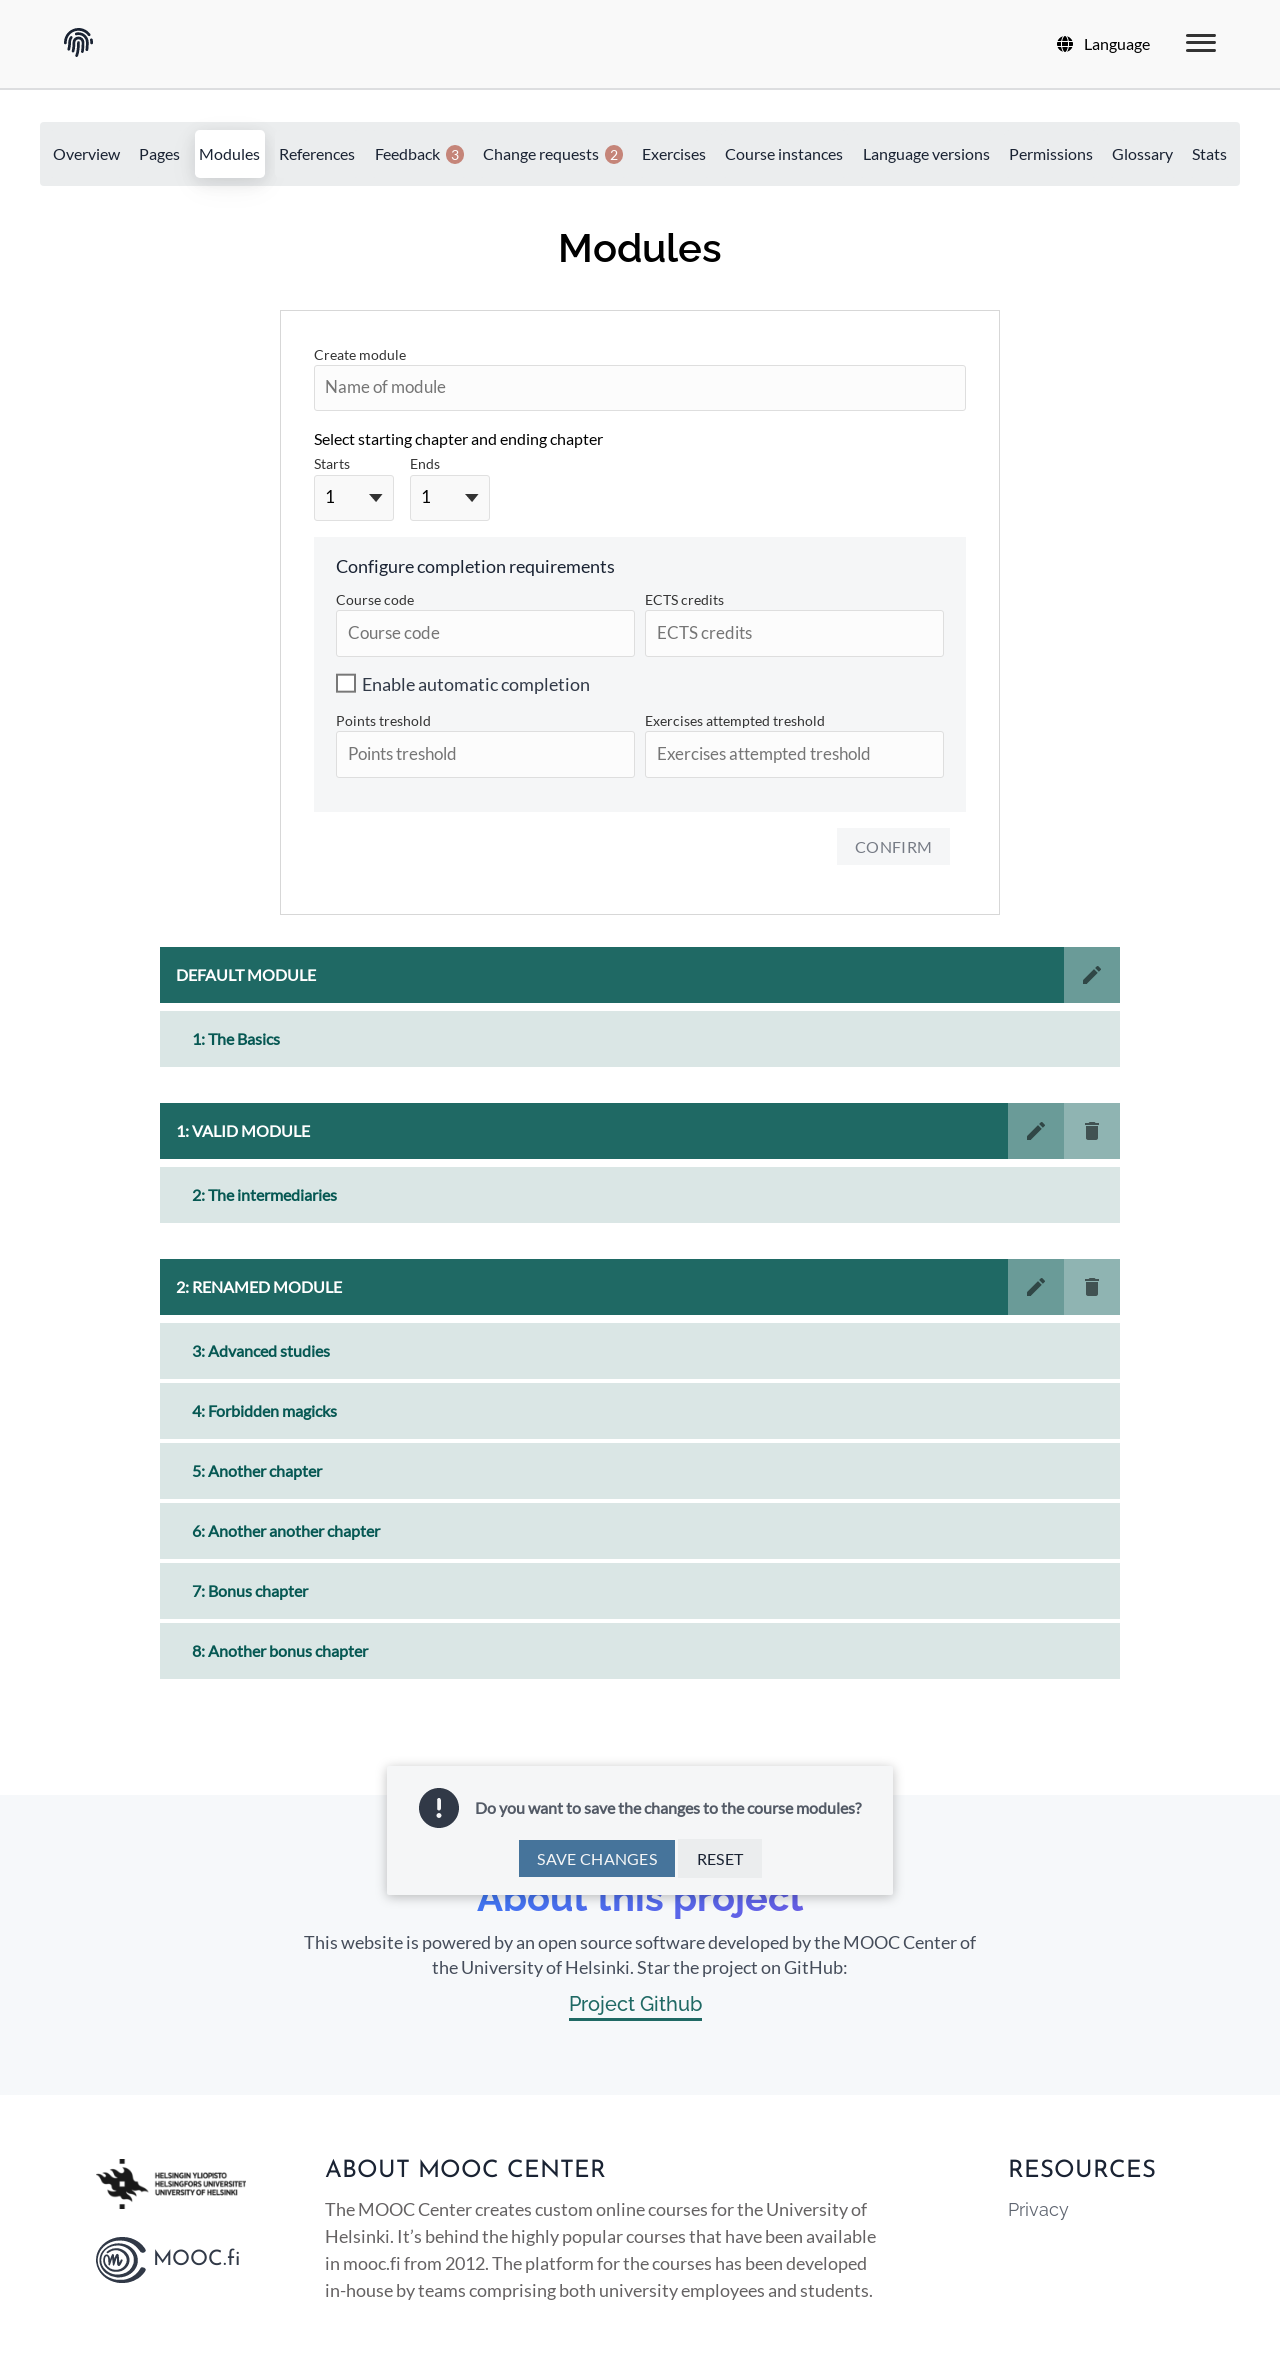 Language
Overview Pages Modules References Feedback 3 Change requests 2 Exercises Course instances Language versions Permissions Glossary Stats
Modules
Create module
Name of module
Select starting chapter and ending chapter
Starts Ends
1 1
Configure completion requirements
Course code ECTS credits
Course code ECTS credits
Enable automatic completion
Points treshold Exercises attempted treshold
Points treshold Exercises attempted treshold
CONFIRM
DEFAULT MODULE
1: The Basics
1: VALID MODULE
2: The intermediaries
2: RENAMED MODULE
3: Advanced studies
4: Forbidden magicks
5: Another chapter
6: Another another chapter
7: Bonus chapter
8: Another bonus chapter
Do you want to save the changes to the course modules?
SAVE CHANGES RESET
About this project
This website is powered by an open source software developed by the MOOC Center of
the University of Helsinki. Star the project on GitHub:
Project Github
HELSINGIN YLIOPISTO
HELSINGFORS UNIVERSITET
UNIVERSITY OF HELSINKI
MOOC.fi
ABOUT MOOC CENTER
The MOOC Center creates custom online courses for the University of
Helsinki. It’s behind the highly popular courses that have been available
in mooc.fi from 2012. The platform for the courses has been developed
in-house by teams comprising both university employees and students.
RESOURCES
Privacy